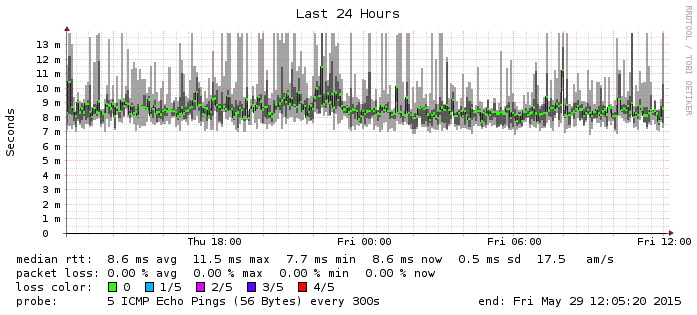 Last 24 Hours
RRDTOOL / TOBI OETIKER
Seconds
13 m
12 m
11 m
10 m
9 m
8 m
7 m
6 m
5 m
4 m
3 m
2 m
1 m
0
Thu 18:00 Fri 00:00 Fri 06:00 Fri 12:00
median rtt: 8.6 ms avg 11.5 ms max 7.7 ms min 8.6 ms now 0.5 ms sd 17.5 am/s
packet loss: 0.00 % avg 0.00 % max 0.00 % min 0.00 % now
loss color: 0 1/5 2/5 3/5 4/5
probe: 5 ICMP Echo Pings (56 Bytes) every 300s end: Fri May 29 12:05:20 2015